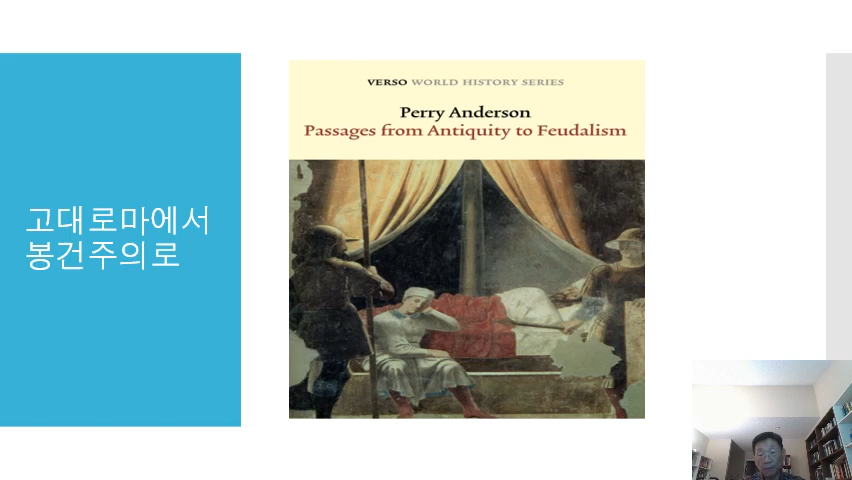 고대로마에서
봉건주의로
VERSO WORLD HISTORY SERIES
Perry Anderson
Passages from Antiquity to Feudalism